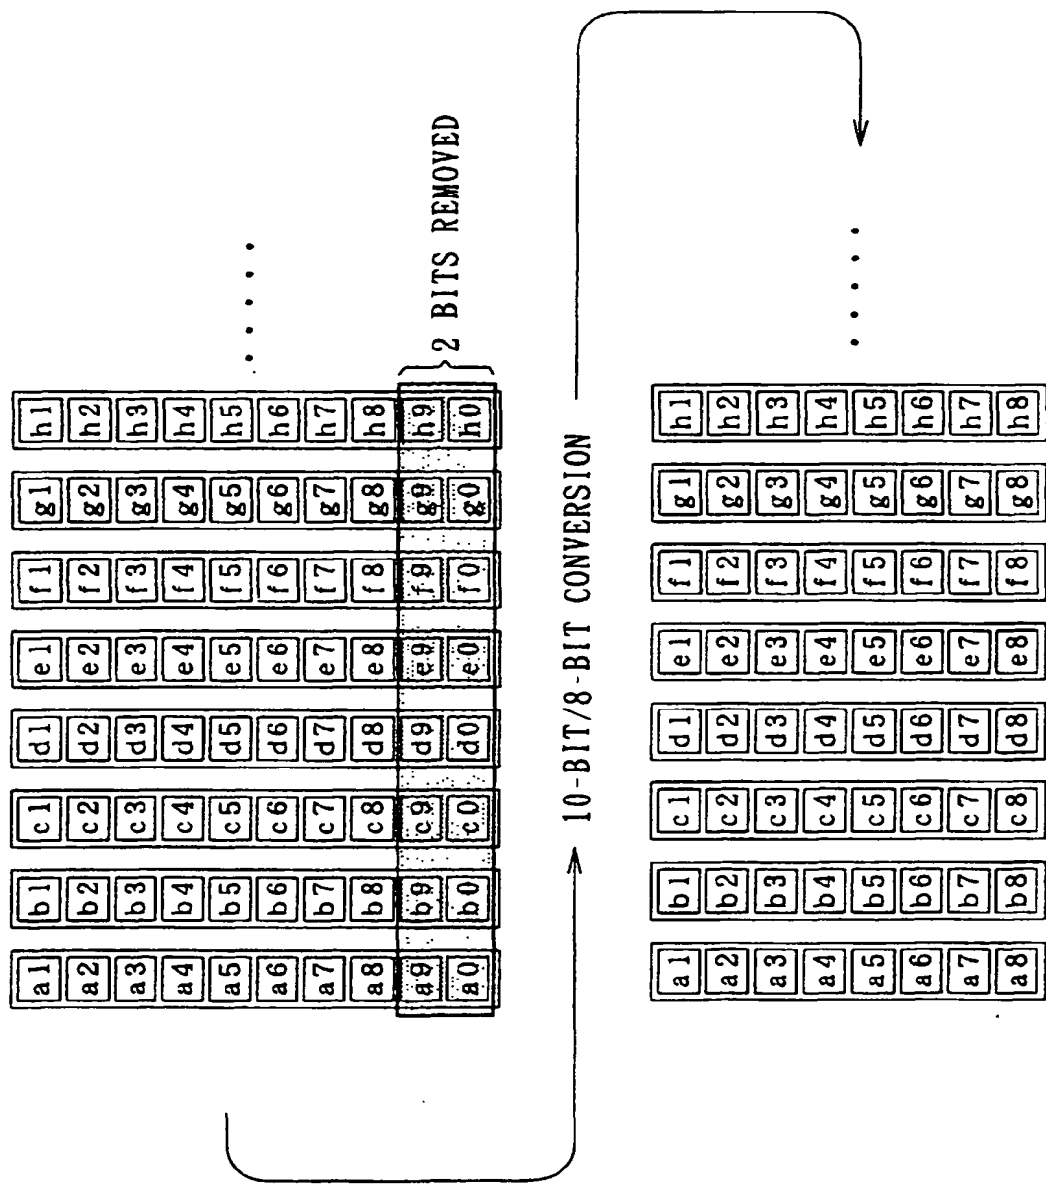 a1 b1 c1 d1 e1 f1 g1 h1
a2 b2 c2 d2 e2 f2 g2 h2
a3 b3 c3 d3 e3 f3 g3 h3
a4 b4 c4 d4 e4 f4 g4 h4
a5 b5 c5 d5 e5 f5 g5 h5 .....
a6 b6 c6 d6 e6 f6 g6 h6
a7 b7 c7 d7 e7 f7 g7 h7
a8 b8 c8 d8 e8 f8 g8 h8
a9 b9 c9 d9 e9 f9 g9 h9
2 BITS REMOVED
a0 b0 c0 d0 e0 f0 g0 h0
10-BIT/8-BIT CONVERSION
a1 b1 c1 d1 e1 f1 g1 h1
a2 b2 c2 d2 e2 f2 g2 h2
a3 b3 c3 d3 e3 f3 g3 h3
a4 b4 c4 d4 e4 f4 g4 h4
a5 b5 c5 d5 e5 f5 g5 h5 .....
a6 b6 c6 d6 e6 f6 g6 h6
a7 b7 c7 d7 e7 f7 g7 h7
a8 b8 c8 d8 e8 f8 g8 h8